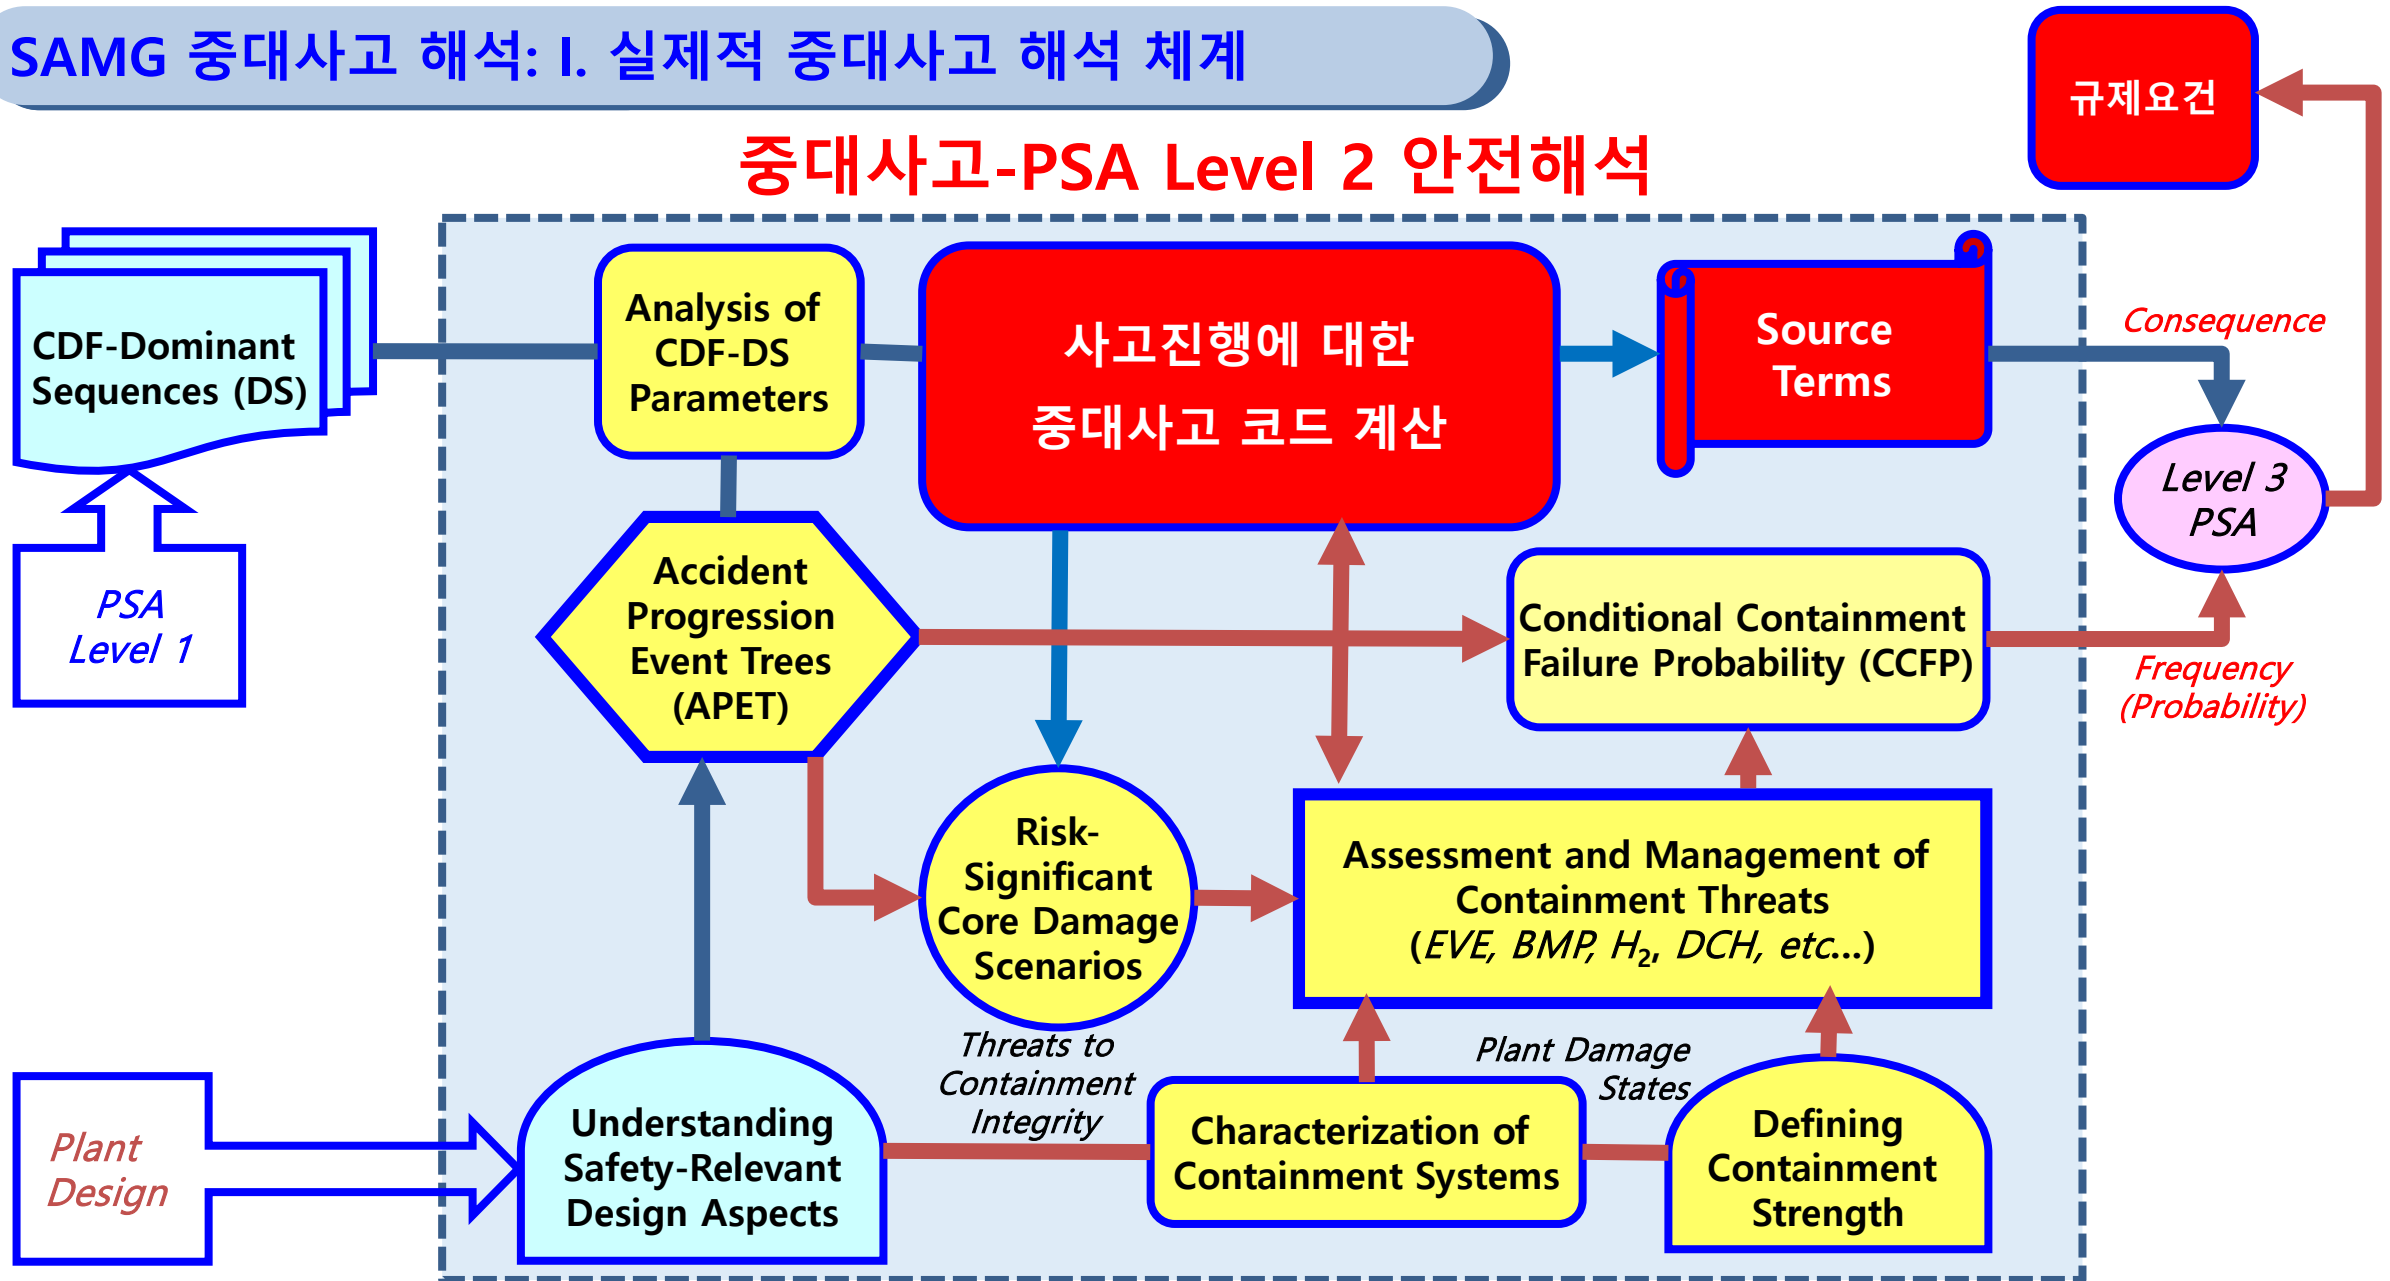 SAMG 중대사고 해석: I. 실제적 중대사고 해석 체계
규제요건
중대사고-PSA Level 2 안전해석
CDF-Dominant
Sequences (DS)
Analysis of
CDF-DS
Parameters
사고진행에 대한
중대사고 코드 계산
Source
Terms
Consequence
Level 3
PSA
PSA
Level 1
Accident
Progression
Event Trees
(APET)
Conditional Containment
Failure Probability (CCFP)
Frequency
(Probability)
Risk-
Significant
Core Damage
Scenarios
Assessment and Management of
Containment Threats
(EVE, BMP, H₂, DCH, etc...)
Threats to
Containment
Integrity
Plant Damage
States
Plant
Design
Understanding
Safety-Relevant
Design Aspects
Characterization of
Containment Systems
Defining
Containment
Strength